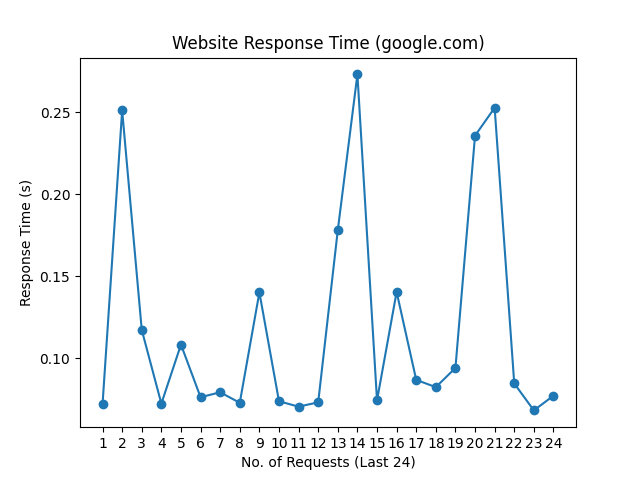 Website Response Time (google.com)
0.25
0.20
0.15
0.10
Response Time (s)
1 2 3 4 5 6 7 8 9 10 11 12 13 14 15 16 17 18 19 20 21 22 23 24
No. of Requests (Last 24)